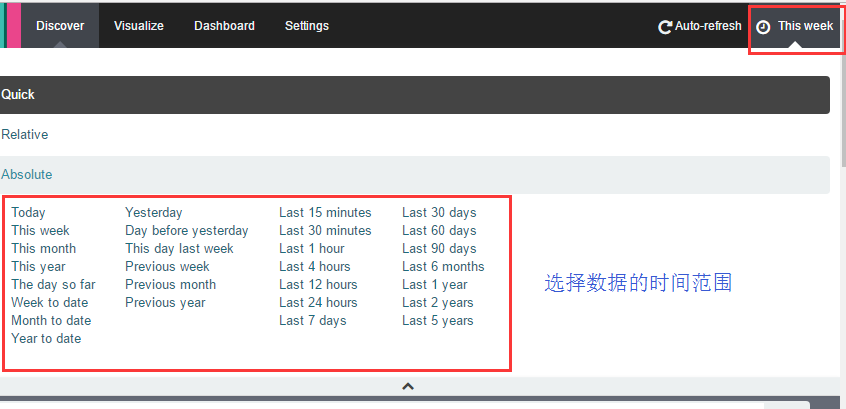 Discover Visualize Dashboard Settings Auto-refresh This week
Quick
Relative
Absolute
Today Yesterday Last 15 minutes Last 30 days
This week Day before yesterday Last 30 minutes Last 60 days
This month This day last week Last 1 hour Last 90 days
This year Previous week Last 4 hours Last 6 months
The day so far Previous month Last 12 hours Last 1 year
Week to date Previous year Last 24 hours Last 2 years
Month to date Last 7 days Last 5 years
Year to date
选择数据的时间范围